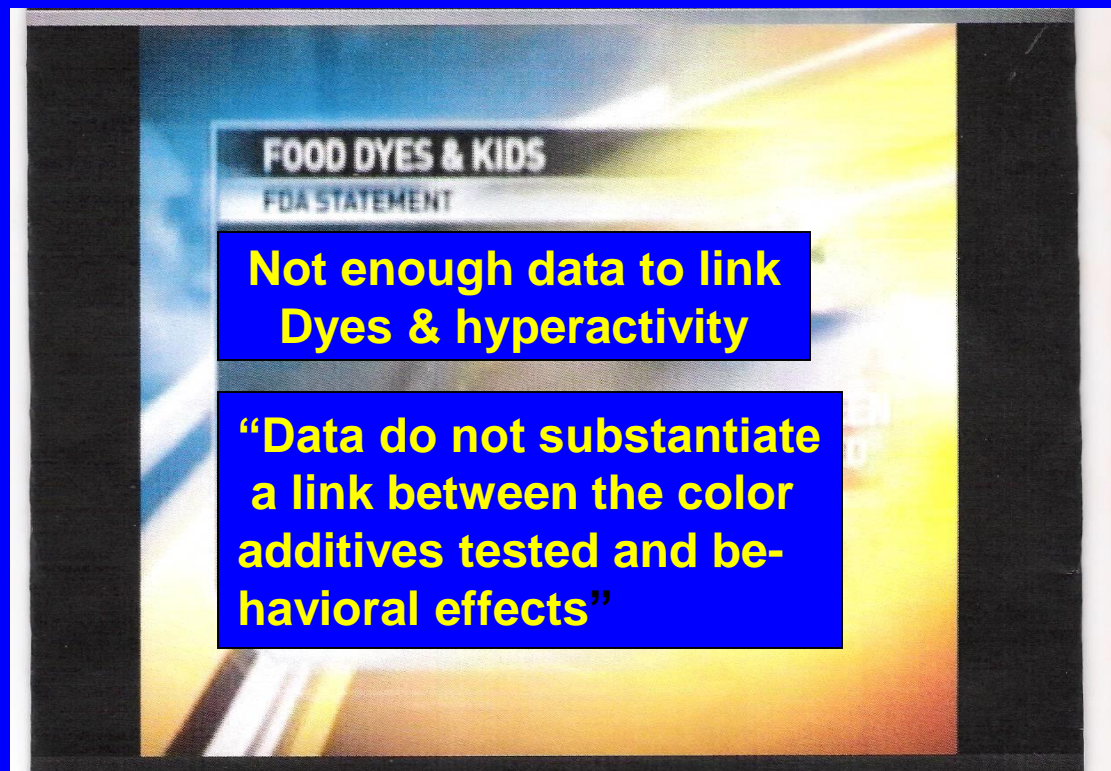 FOOD DYES & KIDS
FDA STATEMENT
Not enough data to link
Dyes & hyperactivity
“Data do not substantiate
a link between the color
additives tested and be-
havioral effects”